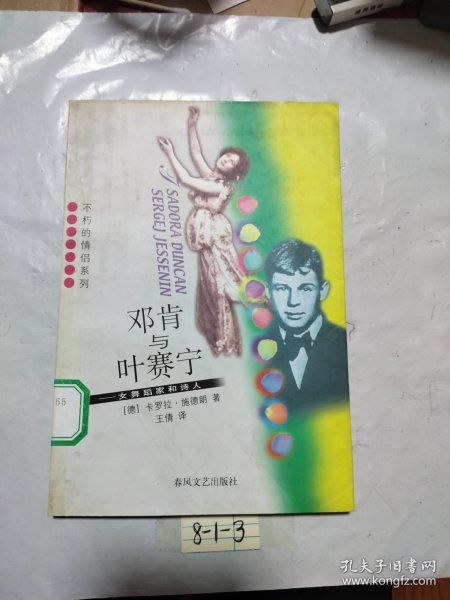 不朽的情侣系列
ISADORA DUNCAN
SERGEJ JESSENIN
邓肯
与
叶赛宁
——女舞蹈家和诗人
[德] 卡罗拉·施德朗 著
王倩 译
55
春风文艺出版社
8-1-3
孔夫子旧书网
www.kongfz.com